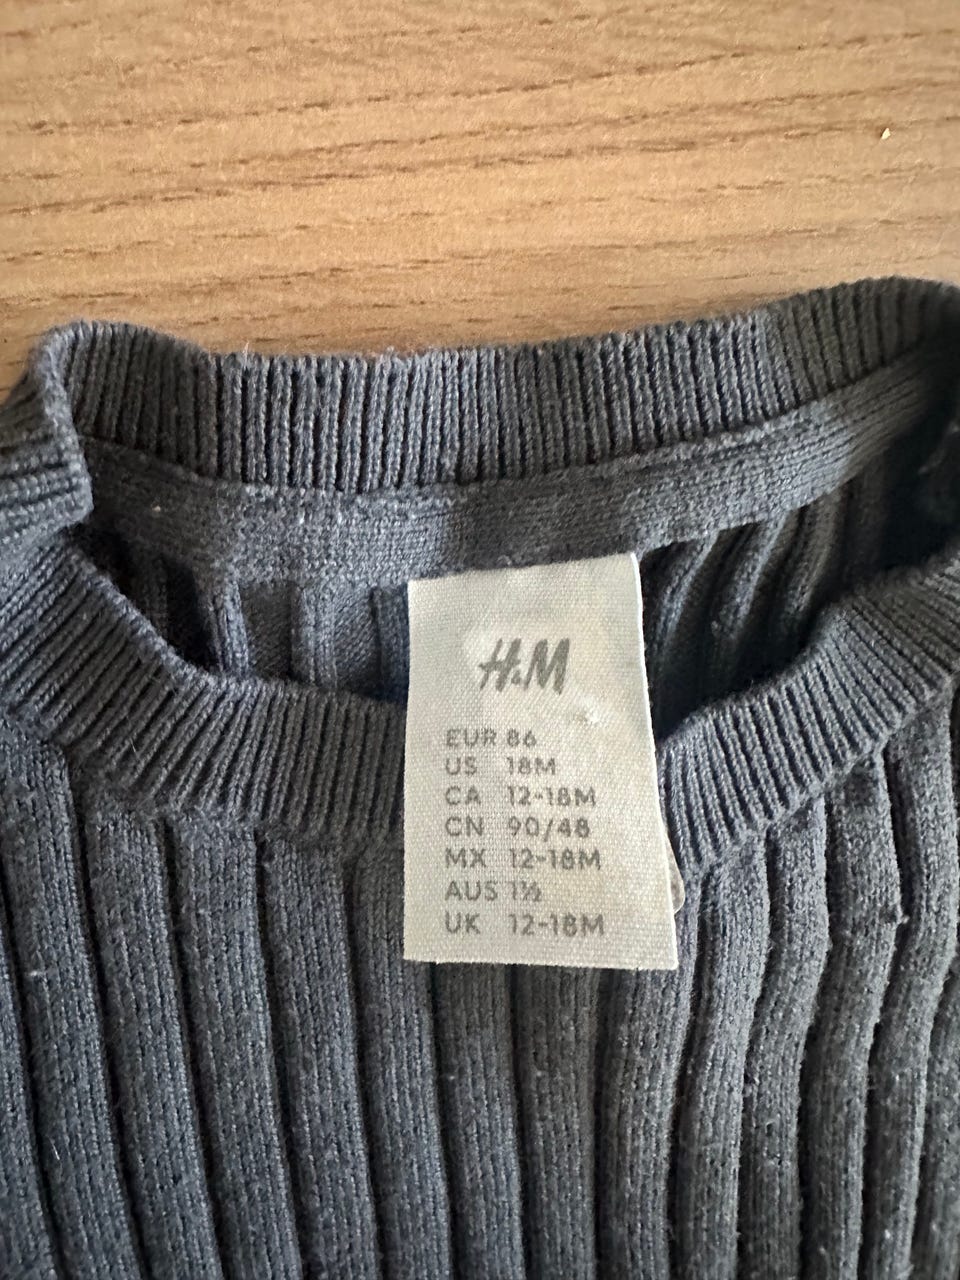 H&M
EUR 86
US 18M
CA 12-18M
CN 90/48
MX 12-18M
AUS 1½
UK 12-18M